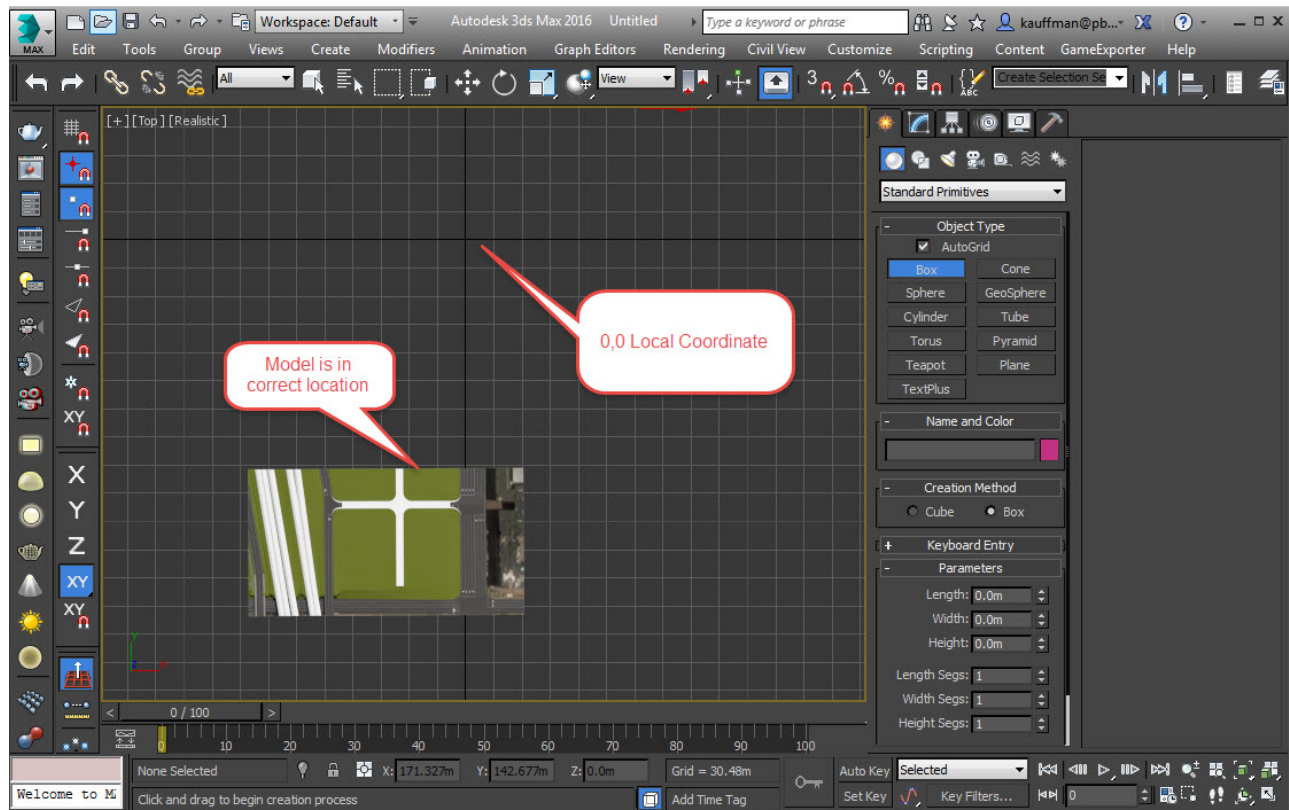 Workspace: Default
Autodesk 3ds Max 2016 Untitled
Type a keyword or phrase
kauffman@pb...
MAX
Edit Tools Group Views Create Modifiers Animation Graph Editors Rendering Civil View Customize Scripting Content GameExporter Help
All
View
3
%
ABC
Create Selection Se
[+] [Top] [Realistic]
Standard Primitives
- Object Type
AutoGrid
Box Cone
Sphere GeoSphere
Cylinder Tube
Torus Pyramid
Teapot Plane
TextPlus
- Name and Color
- Creation Method
Cube Box
+ Keyboard Entry
- Parameters
Length: 0.0m
Width: 0.0m
Height: 0.0m
Length Segs: 1
Width Segs: 1
Height Segs: 1
0,0 Local Coordinate
Model is in
correct location
XY
X
Y
Z
XY
XY
< 0 / 100 >
0 10 20 30 40 50 60 70 80 90 100
None Selected X: 171.327m Y: 142.677m Z: 0.0m Grid = 30.48m Auto Key Selected
Welcome to M Click and drag to begin creation process Add Time Tag Set Key Key Filters... 0